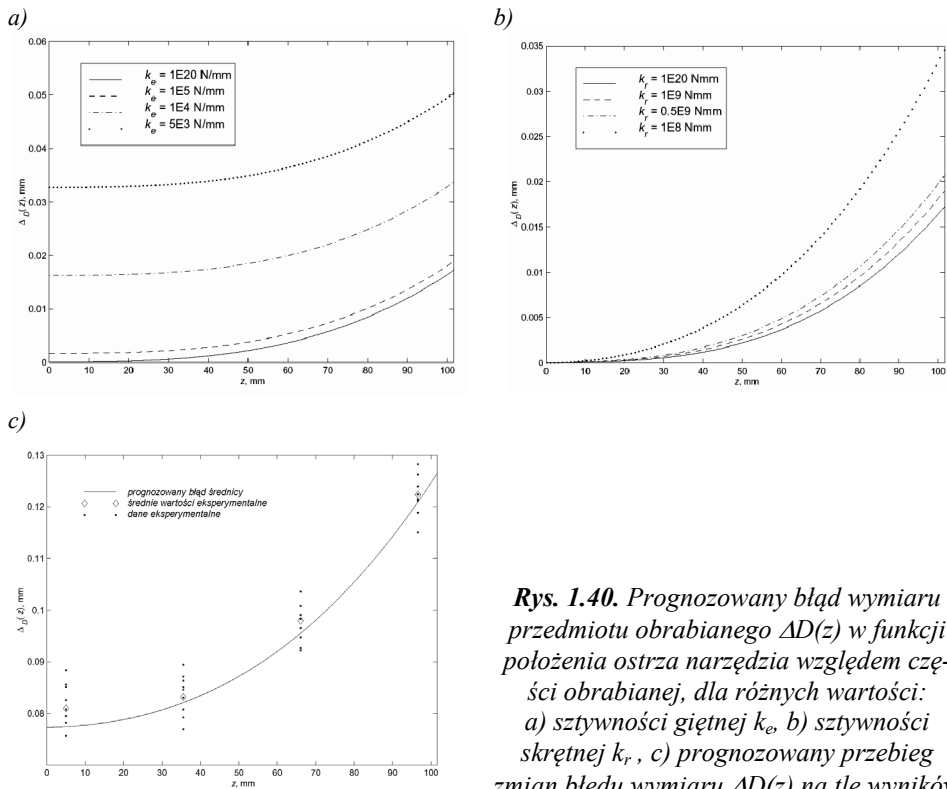 a)
0.06
0.05
0.04
0.03
0.02
0.01
0
Δ_D(z), mm
k_e = 1E20 N/mm
k_e = 1E5 N/mm
k_e = 1E4 N/mm
k_e = 5E3 N/mm
0 10 20 30 40 50 60 70 80 90 100
z, mm
b)
0.035
0.03
0.025
0.02
0.015
0.01
0.005
0
Δ_D(z), mm
k_r = 1E20 Nmm
k_r = 1E9 Nmm
k_r = 0.5E9 Nmm
k_r = 1E8 Nmm
0 10 20 30 40 50 60 70 80 90 100
z, mm
c)
0.13
0.12
0.11
0.1
0.09
0.08
Δ_D(z), mm
prognozowany błąd średnicy
średnie wartości eksperymentalne
dane eksperymentalne
0 10 20 30 40 50 60 70 80 90 100
z, mm
Rys. 1.40. Prognozowany błąd wymiaru
przedmiotu obrabianego ΔD(z) w funkcji
położenia ostrza narzędzia względem czę-
ści obrabianej, dla różnych wartości:
a) sztywności giętnej k_e, b) sztywności
skrętnej k_r , c) prognozowany przebieg
zmian błędu wymiaru ΔD(z) na tle wyników